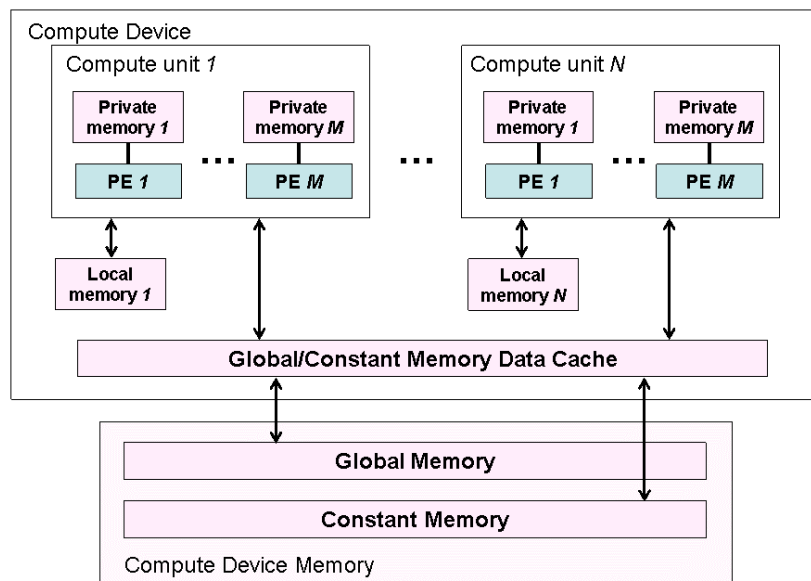 Compute Device
Compute unit 1
Compute unit N
Private
memory 1
Private
memory M
Private
memory 1
Private
memory M
...
...
...
PE 1
PE M
PE 1
PE M
Local
memory 1
Local
memory N
Global/Constant Memory Data Cache
Global Memory
Constant Memory
Compute Device Memory